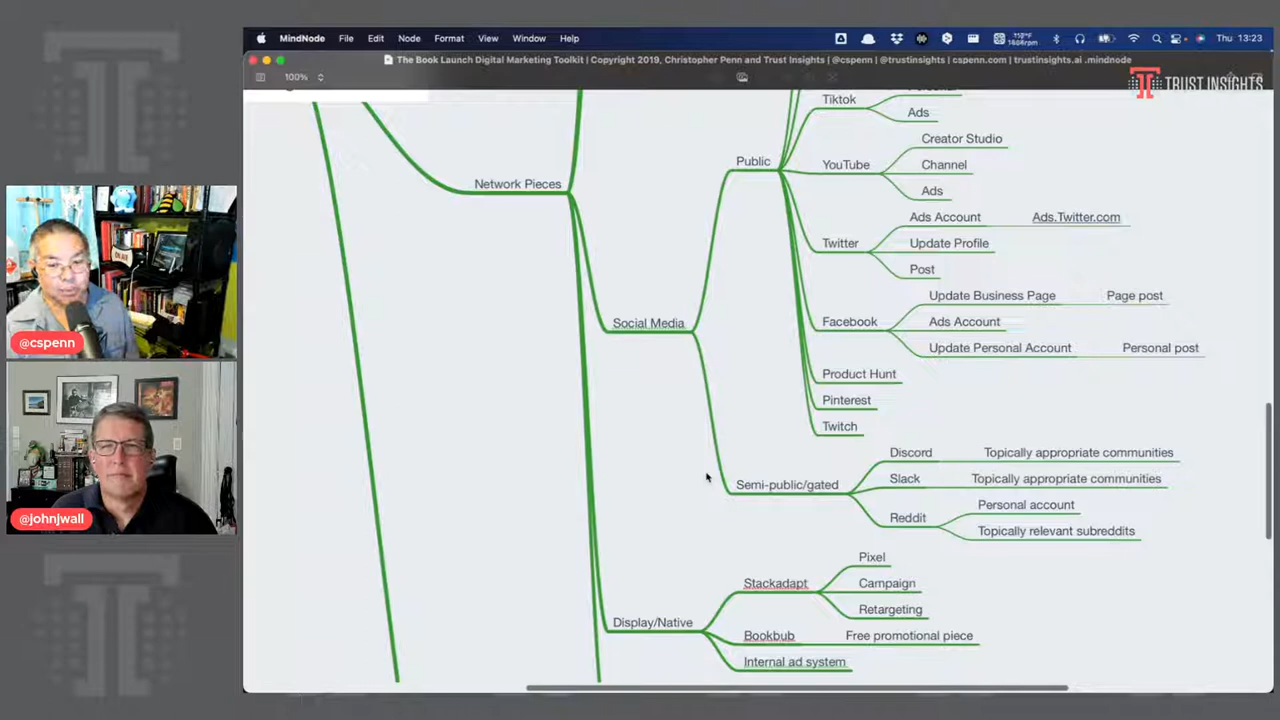 MindNode File Edit Node Format View Window Help
Thu 13:23
The Book Launch Digital Marketing Toolkit | Copyright 2019, Christopher Penn and Trust Insights | @cspenn | @trustinsights | cspenn.com | trustinsights.ai .mindnode
100%
TRUST INSIGHTS
Tiktok
Ads
Creator Studio
Public
YouTube
Channel
Ads
Network Pieces
Ads Account
Ads.Twitter.com
Twitter
Update Profile
Post
Update Business Page
Page post
Social Media
Facebook
Ads Account
Update Personal Account
Personal post
Product Hunt
Pinterest
Twitch
Discord
Topically appropriate communities
Semi-public/gated
Slack
Topically appropriate communities
Personal account
Reddit
Topically relevant subreddits
Pixel
Stackadapt
Campaign
Retargeting
Display/Native
Bookbub
Free promotional piece
Internal ad system
@cspenn
@johnjwall